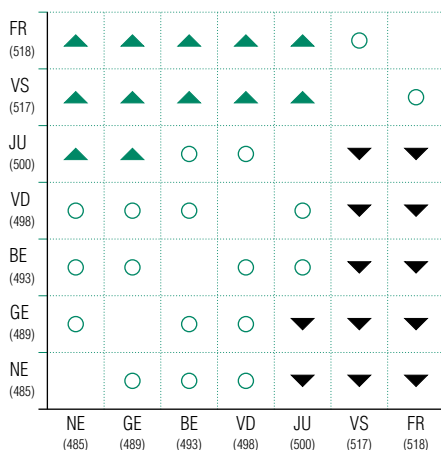 FR
(518)
VS
(517)
JU
(500)
VD
(498)
BE
(493)
GE
(489)
NE
(485)
NE GE BE VD JU VS FR
(485) (489) (493) (498) (500) (517) (518)